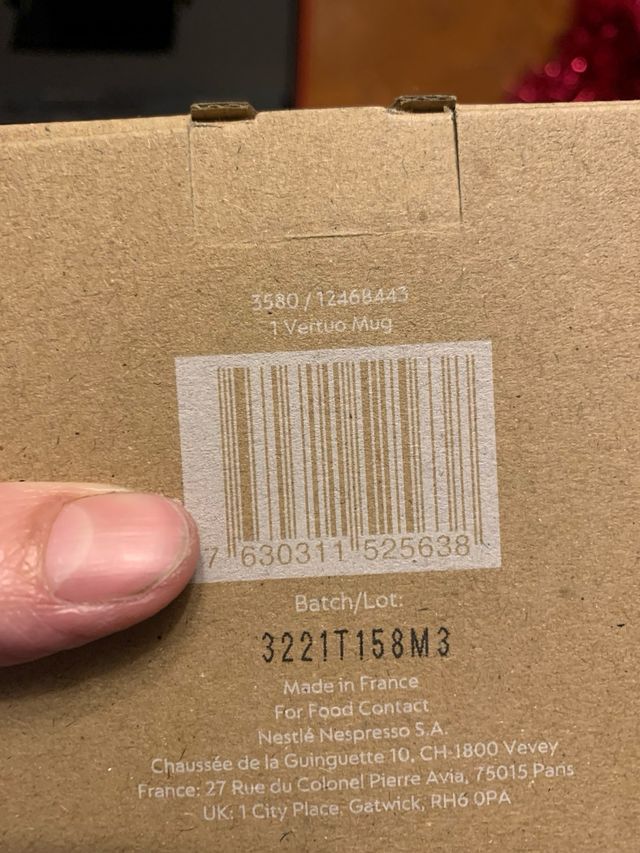 3580 / 12468443
1 Vertuo Mug
7 630311 525638
Batch/Lot:
3221T158M3
Made in France
For Food Contact
Nestlé Nespresso S.A.
Chaussée de la Guinguette 10, CH-1800 Vevey
France: 27 Rue du Colonel Pierre Avia, 75015 Paris
UK: 1 City Place, Gatwick, RH6 0PA